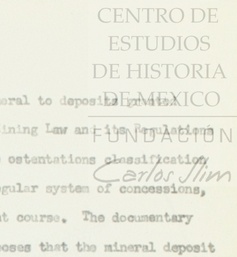 CENTRO DE
ESTUDIOS
DE HISTORIA
DE MEXICO
FUNDACION
Carlos Slim
eral to deposits
ining Law and its Regulations
ostentations classification
gular system of concessions,
t course. The documentary
oses that the mineral deposit